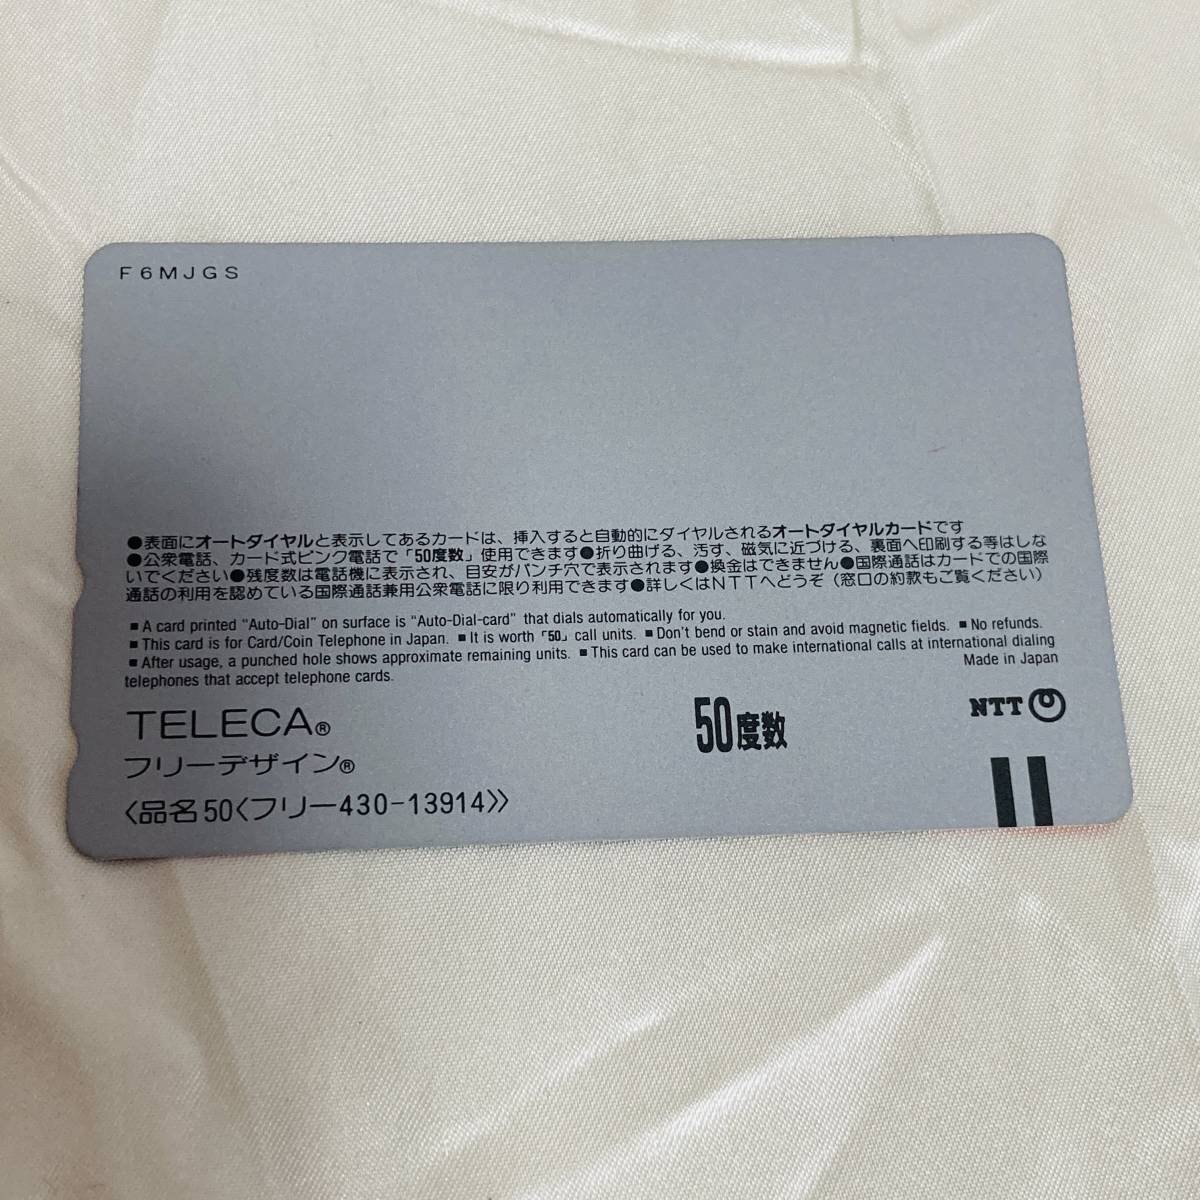 F6MJGS
●表面にオートダイヤルと表示してあるカードは、挿入すると自動的にダイヤルされるオートダイヤルカードです
●公衆電話、カード式ピンク電話で「50度数」使用できます●折り曲げる、汚す、磁気に近づける、裏面へ印刷する等はしな
いでください●残度数は電話機に表示され、目安がパンチ穴で表示されます●換金はできません●国際通話はカードでの国際
通話の利用を認めている国際通話兼用公衆電話に限り利用できます●詳しくはNTTへどうぞ（窓口の約款もご覧ください）
■ A card printed "Auto-Dial" on surface is "Auto-Dial-card" that dials automatically for you.
■ This card is for Card/Coin Telephone in Japan. ■ It is worth「50」call units. ■ Don't bend or stain and avoid magnetic fields. ■ No refunds.
■ After usage, a punched hole shows approximate remaining units. ■ This card can be used to make international calls at international dialing
telephones that accept telephone cards.
Made in Japan
TELECA®
50度数
NTT
フリーデザイン®
〈品名50〈フリー430-13914〉〉